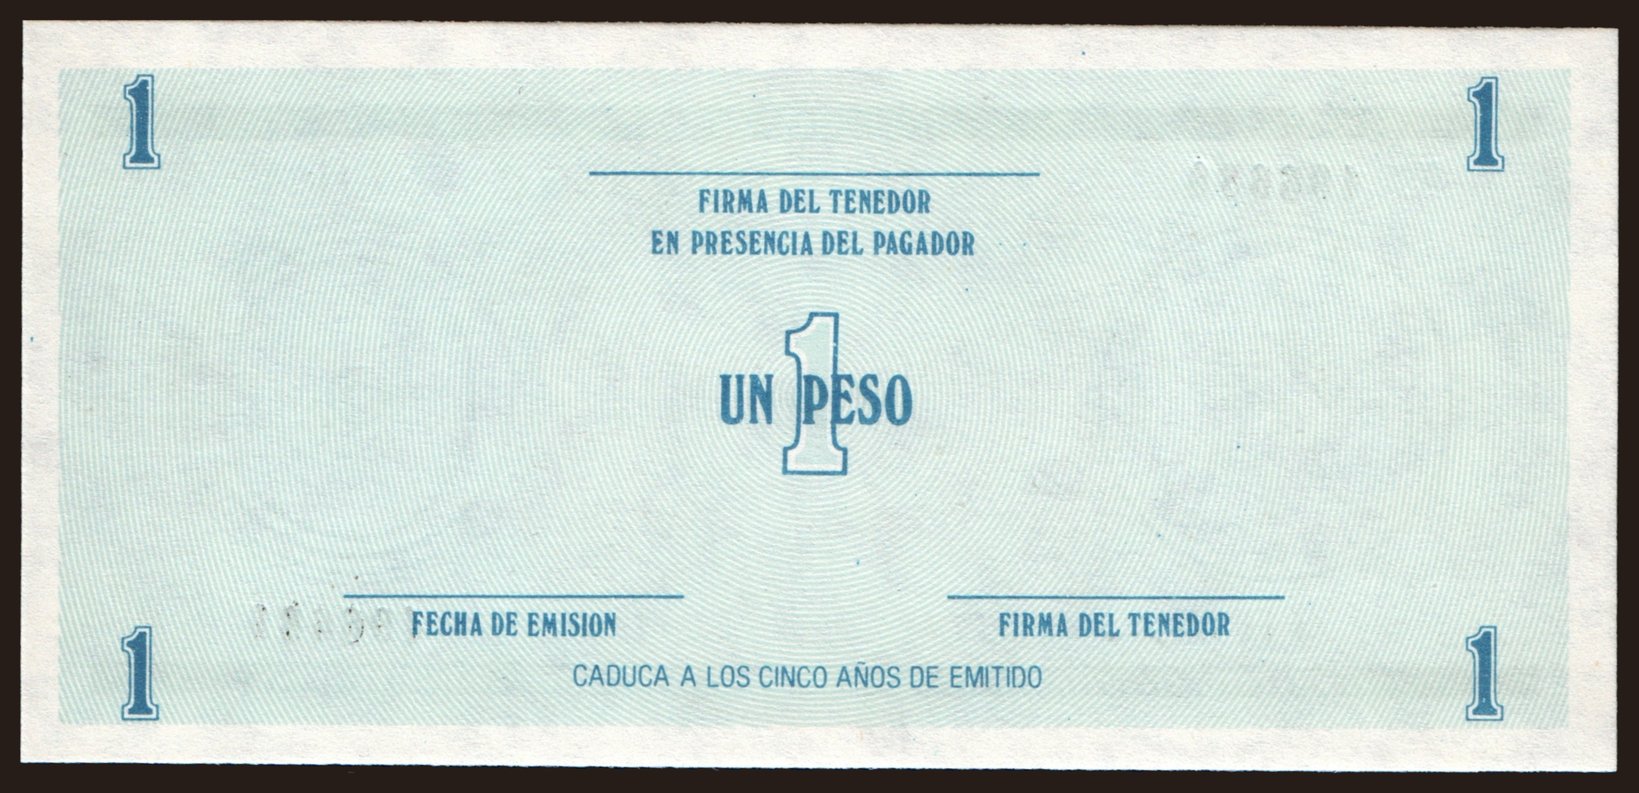 1 1
FIRMA DEL TENEDOR
EN PRESENCIA DEL PAGADOR
1
UN PESO
FECHA DE EMISION FIRMA DEL TENEDOR
CADUCA A LOS CINCO AÑOS DE EMITIDO
1 1